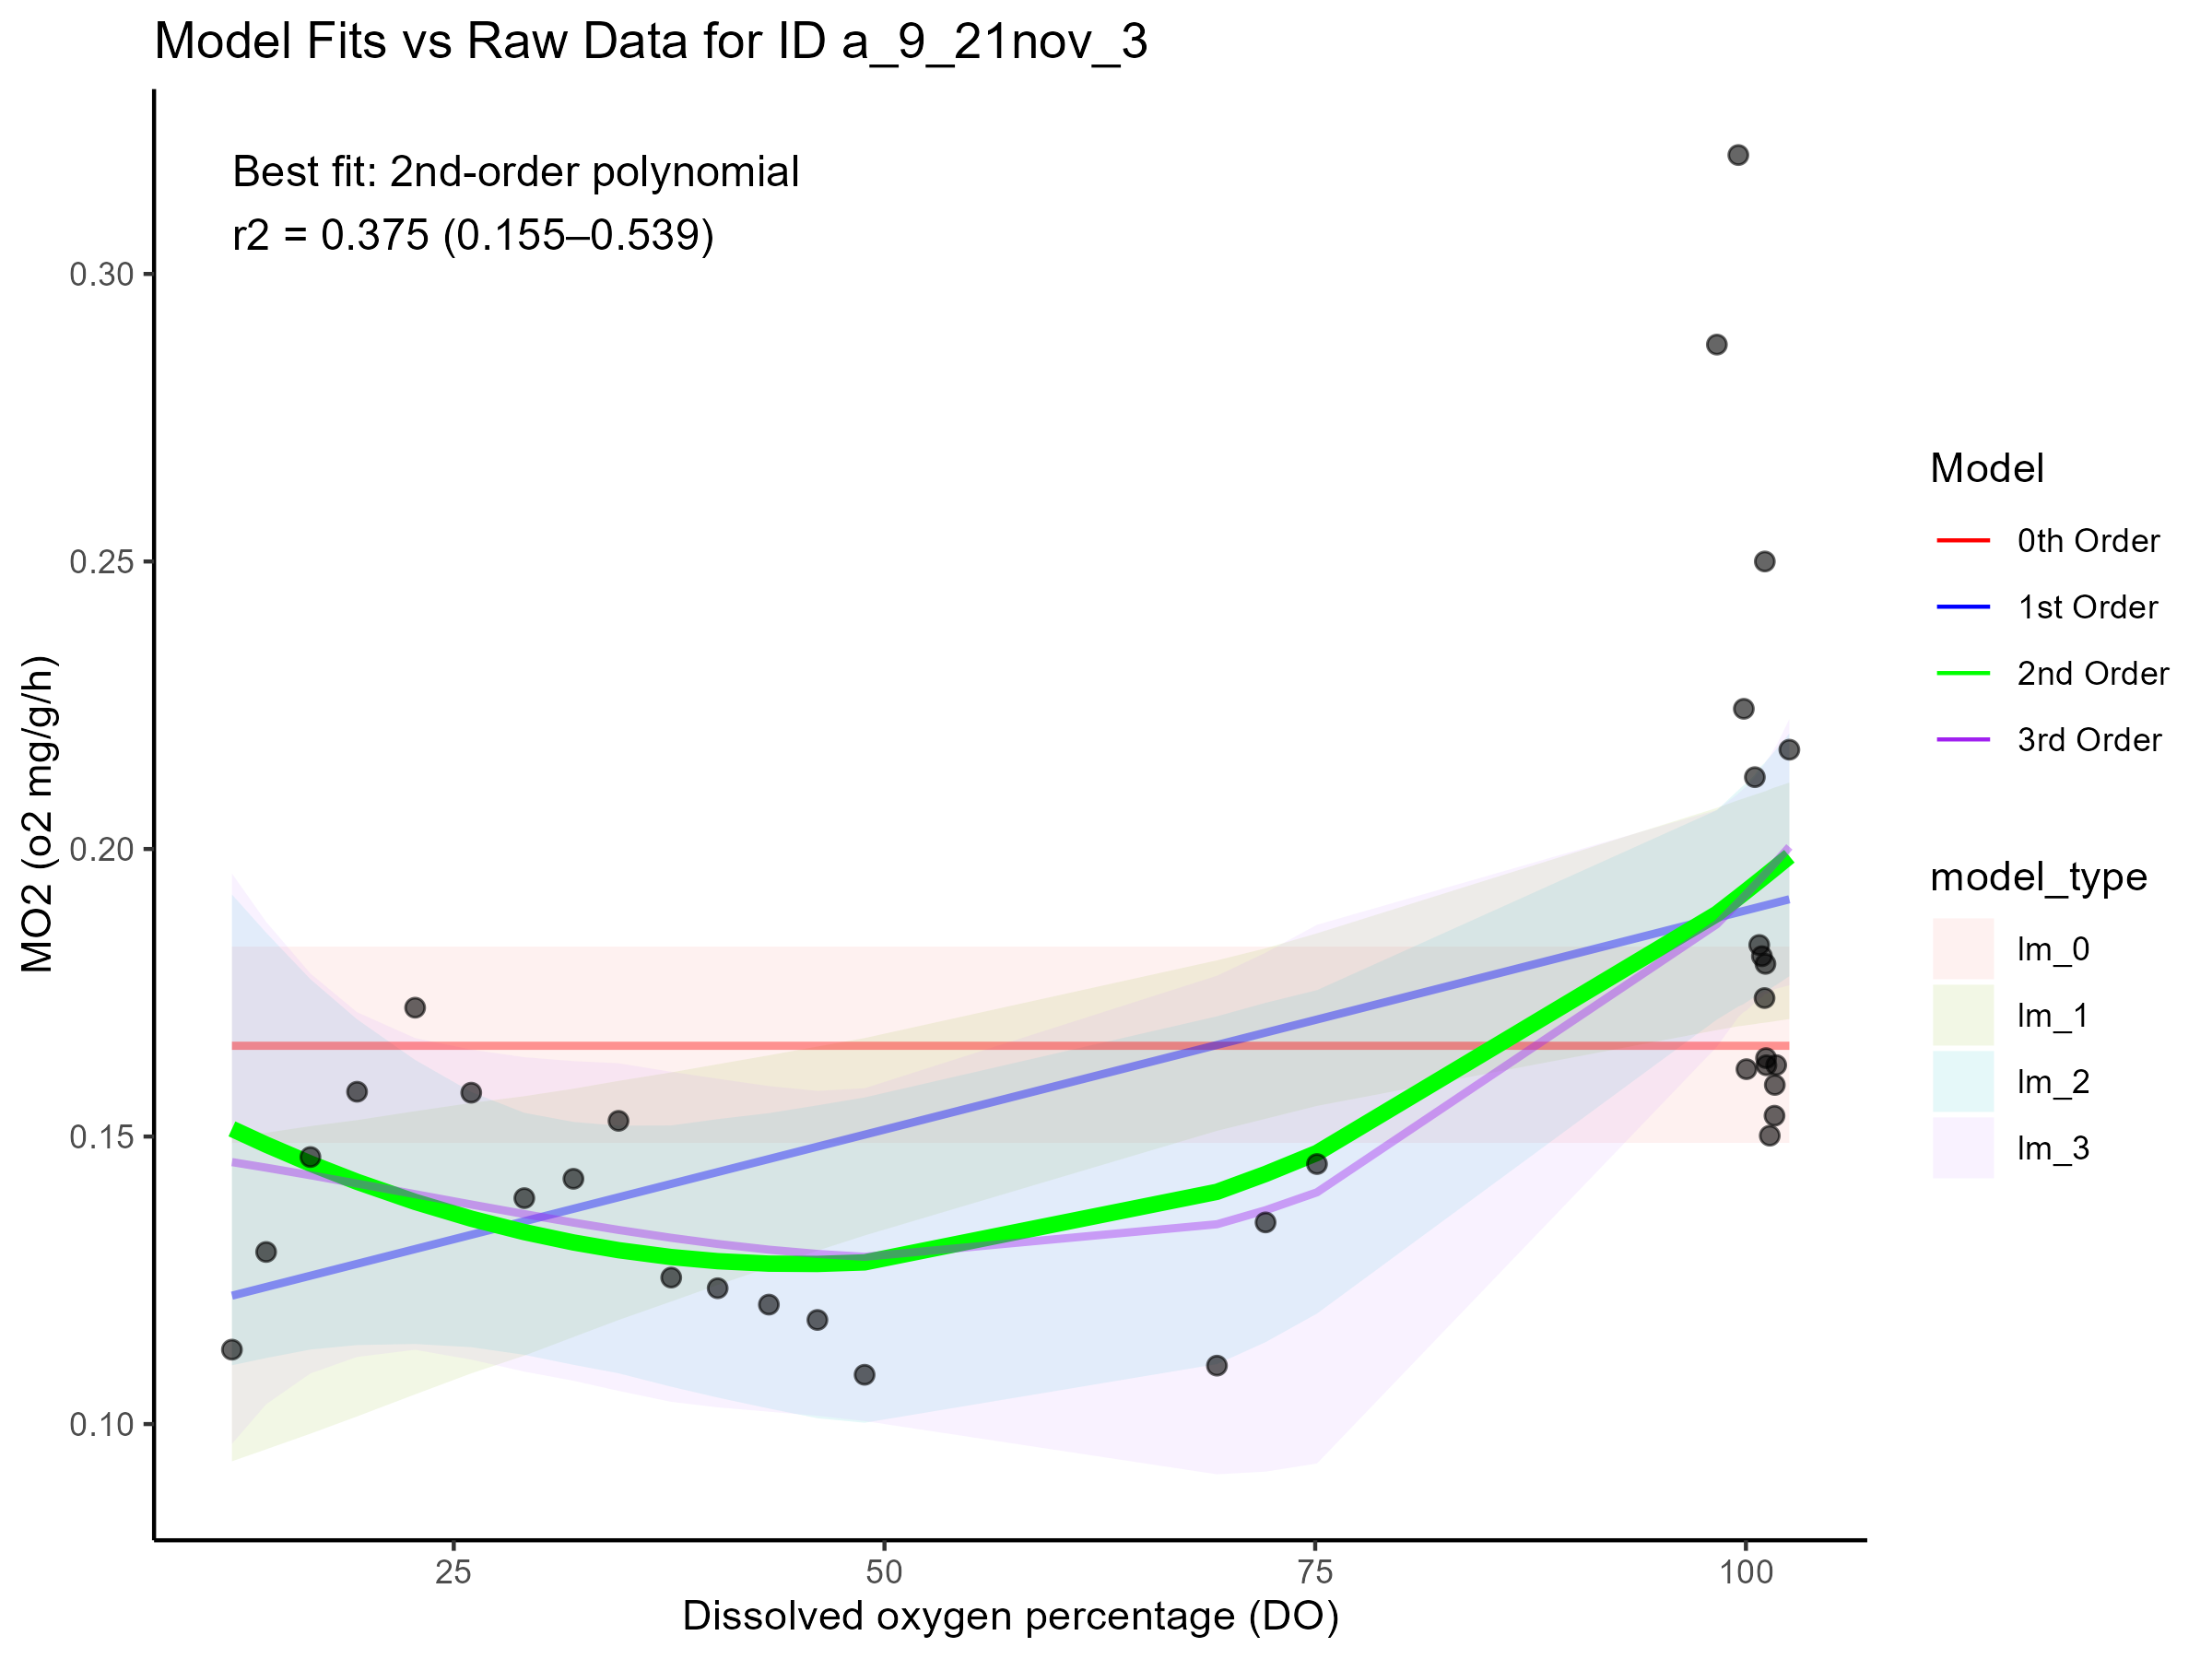 Model Fits vs Raw Data for ID a_9_21nov_3
Best fit: 2nd-order polynomial
r2 = 0.375 (0.155–0.539)
0.30
0.25
0.20
0.15
0.10
MO2 (o2 mg/g/h)
25
50
75
100
Dissolved oxygen percentage (DO)
Model
0th Order
1st Order
2nd Order
3rd Order
model_type
lm_0
lm_1
lm_2
lm_3